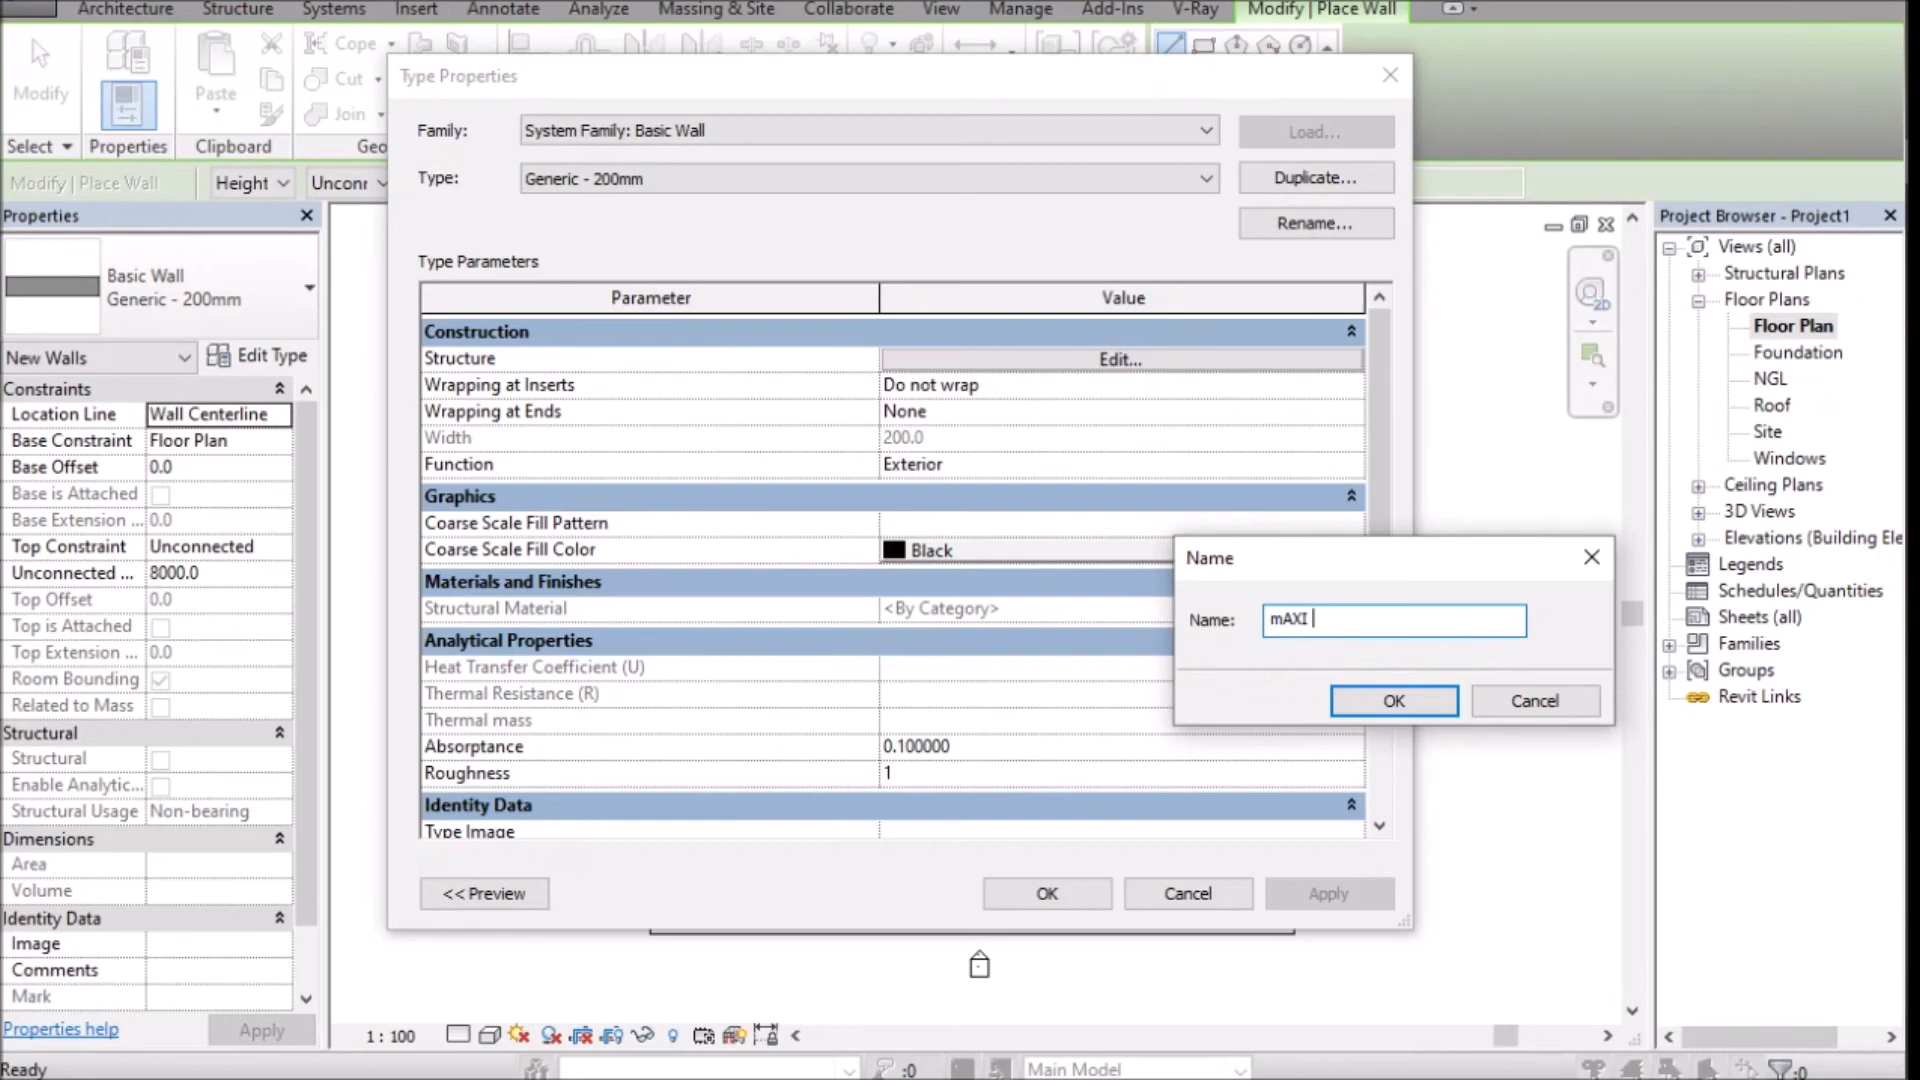 Architecture Structure Systems Insert Annotate Analyze Massing & Site Collaborate View Manage Add-Ins V-Ray Modify | Place Wall
Modify
Paste
Cope
Cut
Join
Select Properties Clipboard Geo
Modify | Place Wall Height Unconr
Properties
Basic Wall
Generic - 200mm
New Walls Edit Type
Constraints
Location Line Wall Centerline
Base Constraint Floor Plan
Base Offset 0.0
Base is Attached
Base Extension ... 0.0
Top Constraint Unconnected
Unconnected ... 8000.0
Top Offset 0.0
Top is Attached
Top Extension ... 0.0
Room Bounding
Related to Mass
Structural
Structural
Enable Analytic...
Structural Usage Non-bearing
Dimensions
Area
Volume
Identity Data
Image
Comments
Mark
Properties help Apply
Type Properties
Family: System Family: Basic Wall Load...
Type: Generic - 200mm Duplicate...
Rename...
Type Parameters
Parameter Value
Construction
Structure Edit...
Wrapping at Inserts Do not wrap
Wrapping at Ends None
Width 200.0
Function Exterior
Graphics
Coarse Scale Fill Pattern
Coarse Scale Fill Color Black
Materials and Finishes
Structural Material <By Category>
Analytical Properties
Heat Transfer Coefficient (U)
Thermal Resistance (R)
Thermal mass
Absorptance 0.100000
Roughness 1
Identity Data
Type Image
<< Preview OK Cancel Apply
Name
Name: mAXI
OK Cancel
2D
Project Browser - Project1
Views (all)
Structural Plans
Floor Plans
Floor Plan
Foundation
NGL
Roof
Site
Windows
Ceiling Plans
3D Views
Elevations (Building Ele
Legends
Schedules/Quantities
Sheets (all)
Families
Groups
Revit Links
1 : 100
Ready :0 Main Model :0